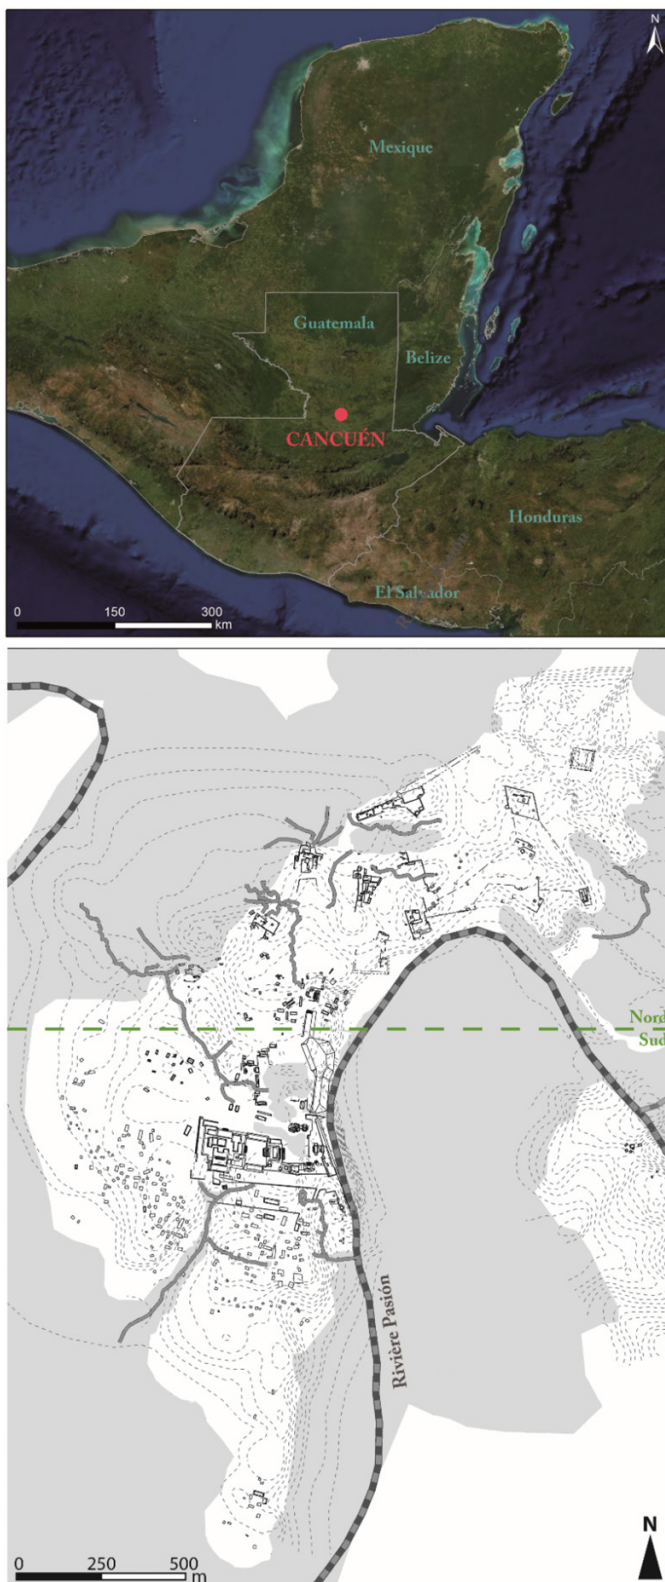 N
Mexique
Guatemala
Belize
CANCUÉN
Honduras
El Salvador
0 150 300
km
Nord
Sud
Rivière Pasión
N
0 250 500
m